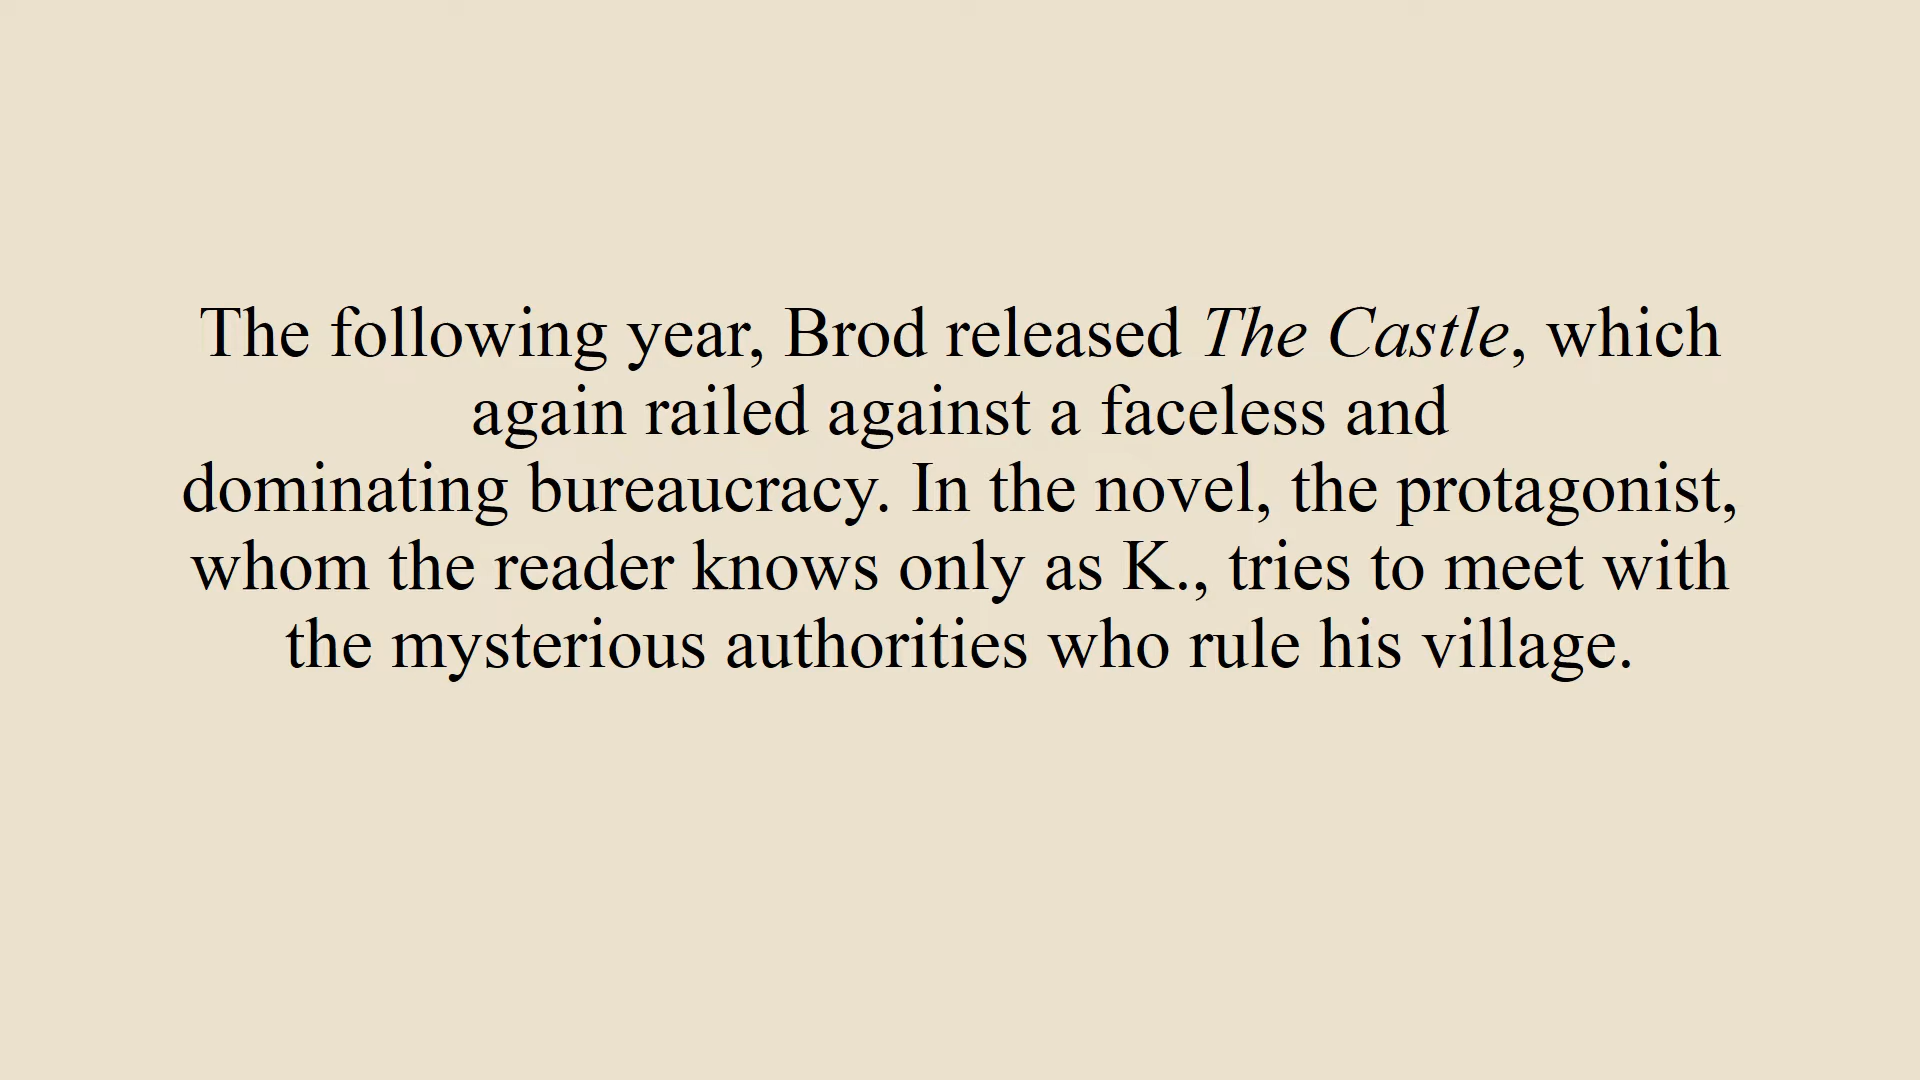 The following year, Brod released The Castle, which
again railed against a faceless and
dominating bureaucracy. In the novel, the protagonist,
whom the reader knows only as K., tries to meet with
the mysterious authorities who rule his village.